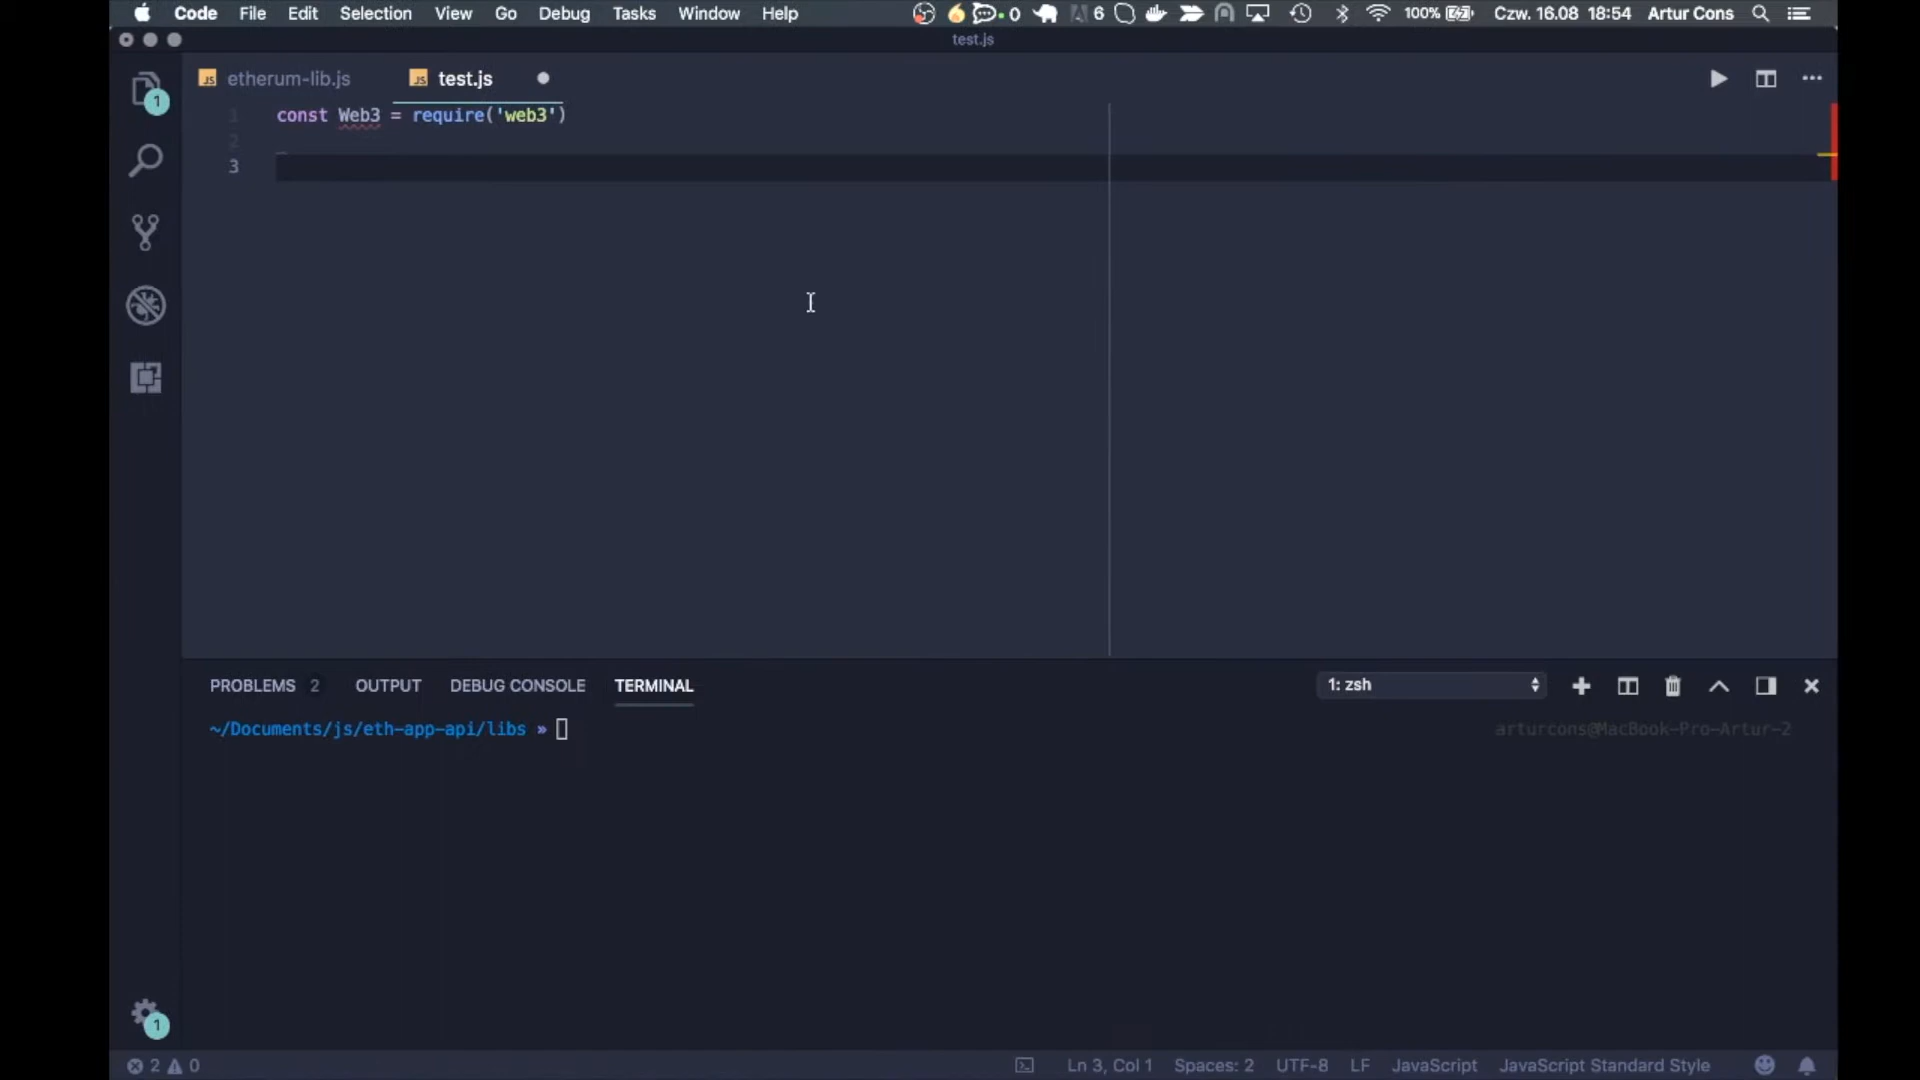 Code File Edit Selection View Go Debug Tasks Window Help 0 6 100% Czw. 16.08 18:54 Artur Cons
test.js
etherum-lib.js test.js
1 const Web3 = require('web3')
2
3
1
PROBLEMS 2 OUTPUT DEBUG CONSOLE TERMINAL 1: zsh
~/Documents/js/eth-app-api/libs » arturcons@MacBook-Pro-Artur-2
1
2 0 Ln 3, Col 1 Spaces: 2 UTF-8 LF JavaScript JavaScript Standard Style